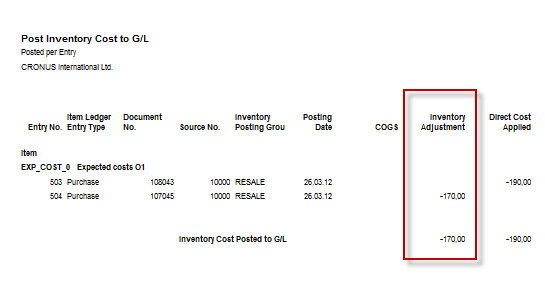 Post Inventory Cost to G/L
Posted per Entry
CRONUS International Ltd.
Item Ledger Document Inventory Posting Inventory Direct Cost
Entry No. Entry Type No. Source No. Posting Grou Date COGS Adjustment Applied
Item
EXP_COST_0 Expected costs 01
503 Purchase 108043 10000 RESALE 26.03.12 -190,00
504 Purchase 107045 10000 RESALE 26.03.12 -170,00
Inventory Cost Posted to G/L -170,00 -190,00